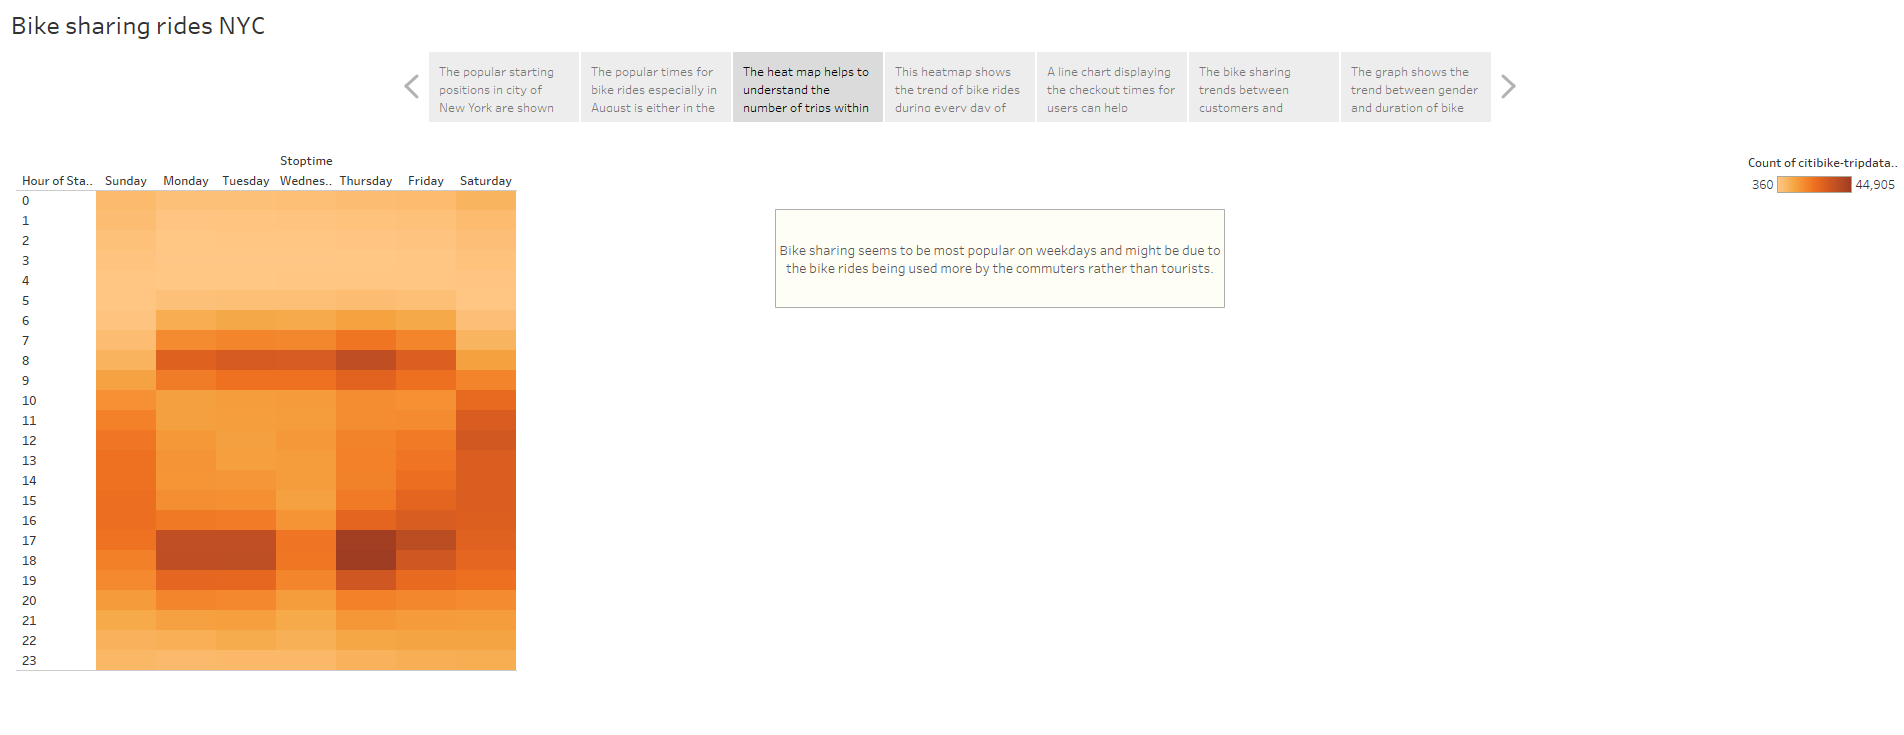 Bike sharing rides NYC
The popular starting
positions in city of
New York are shown
The popular times for
bike rides especially in
August is either in the
The heat map helps to
understand the
number of trips within
This heatmap shows
the trend of bike rides
during every day of
A line chart displaying
the checkout times for
users can help
The bike sharing
trends between
customers and
The graph shows the
trend between gender
and duration of bike
Stoptime
Hour of Sta.. Sunday Monday Tuesday Wednes.. Thursday Friday Saturday
0
1
2
3
4
5
6
7
8
9
10
11
12
13
14
15
16
17
18
19
20
21
22
23
Bike sharing seems to be most popular on weekdays and might be due to
the bike rides being used more by the commuters rather than tourists.
Count of citibike-tripdata..
360 44,905